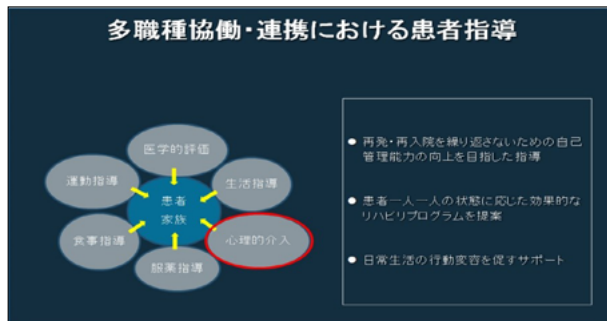 多職種協働・連携における患者指導
医学的評価
運動指導
生活指導
患者
家族
食事指導
心理的介入
服薬指導
● 再発・再入院を繰り返さないための自己
管理能力の向上を目指した指導
● 患者一人一人の状態に応じた効果的な
リハビリプログラムを提案
● 日常生活の行動変容を促すサポート